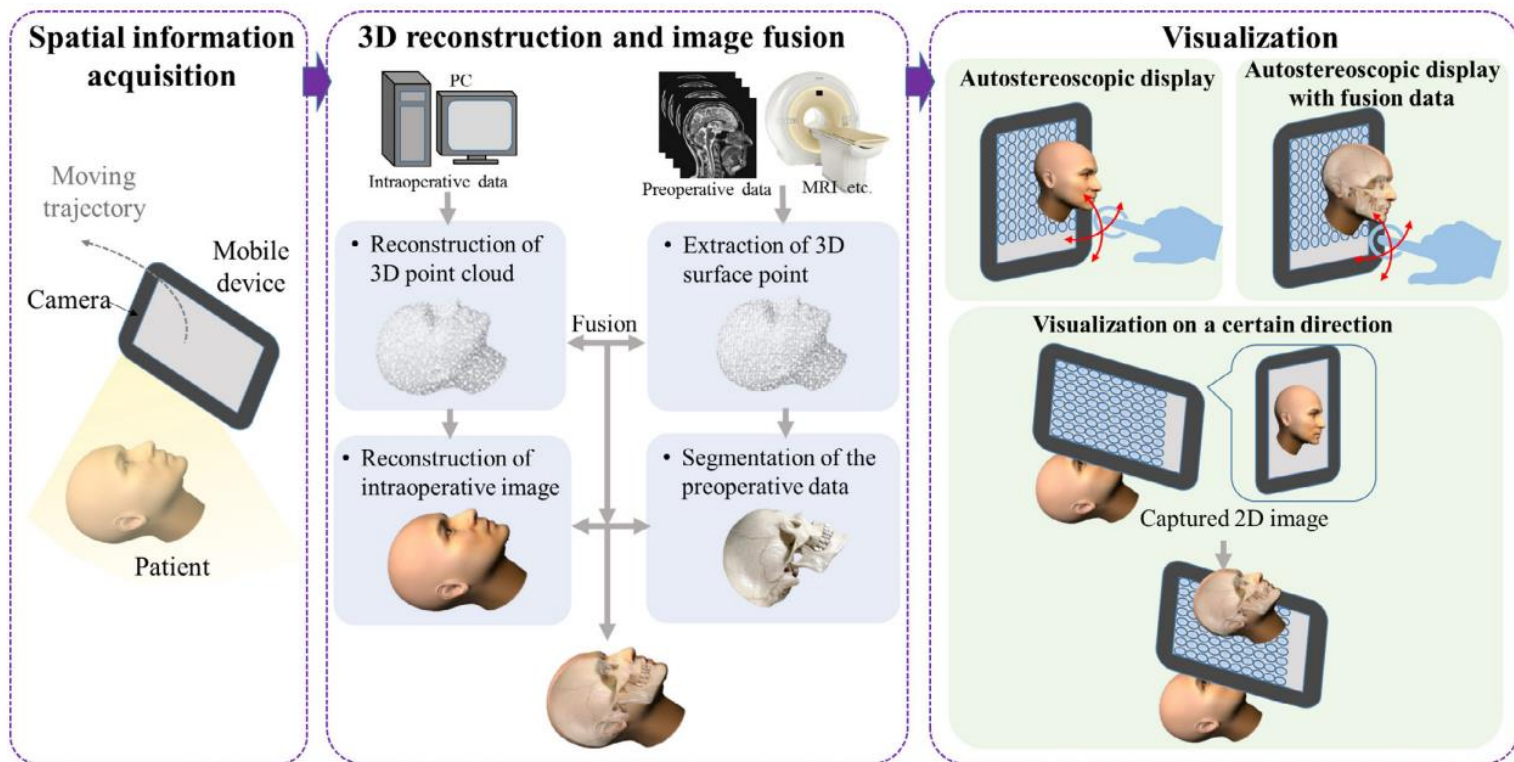 Spatial information
acquisition
Moving
trajectory
Mobile
device
Camera
Patient
3D reconstruction and image fusion
PC
Intraoperative data
Preoperative data
MRI etc.
• Reconstruction of
3D point cloud
• Extraction of 3D
surface point
Fusion
• Reconstruction of
intraoperative image
• Segmentation of the
preoperative data
Visualization
Autostereoscopic display
Autostereoscopic display
with fusion data
Visualization on a certain direction
Captured 2D image